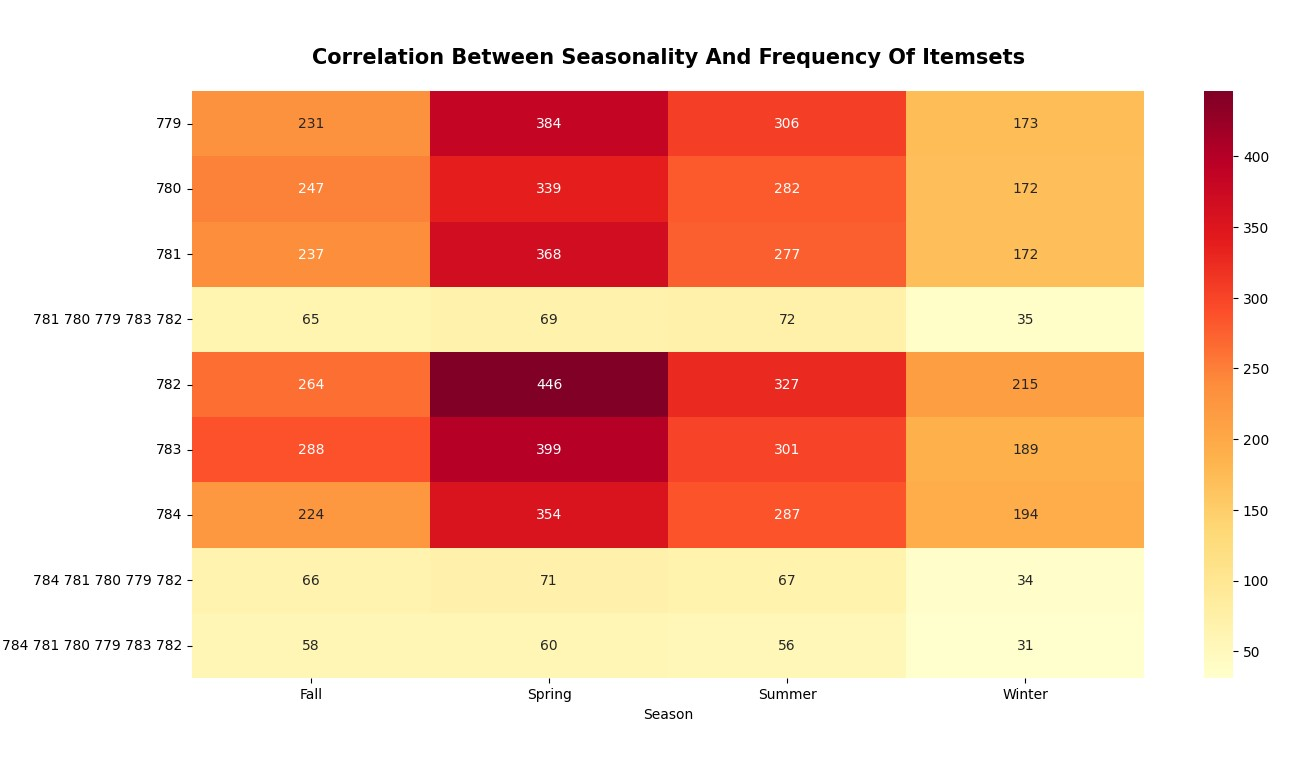 Correlation Between Seasonality And Frequency Of Itemsets
779 231 384 306 173
400
780 247 339 282 172
350
781 237 368 277 172
300
781 780 779 783 782 65 69 72 35
250
782 264 446 327 215
200
783 288 399 301 189
150
784 224 354 287 194
100
784 781 780 779 782 66 71 67 34
50
784 781 780 779 783 782 58 60 56 31
Fall Spring Summer Winter
Season